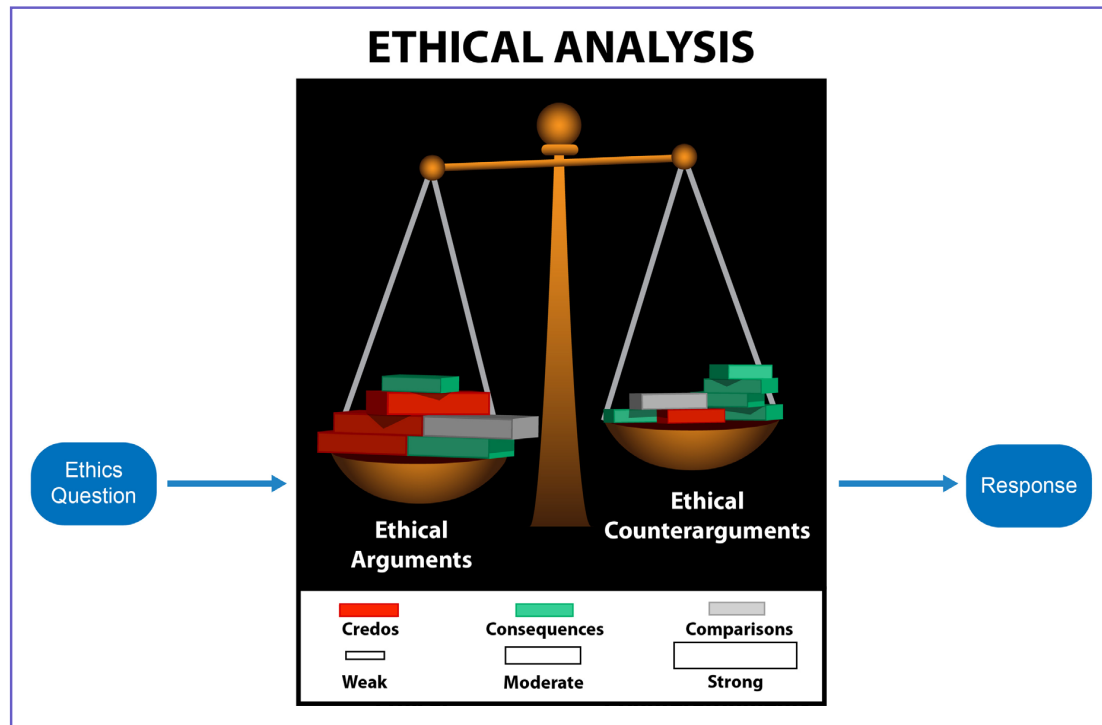 ETHICAL ANALYSIS
Ethics
Question
Ethical
Arguments
Ethical
Counterarguments
Response
Credos
Consequences
Comparisons
Weak
Moderate
Strong